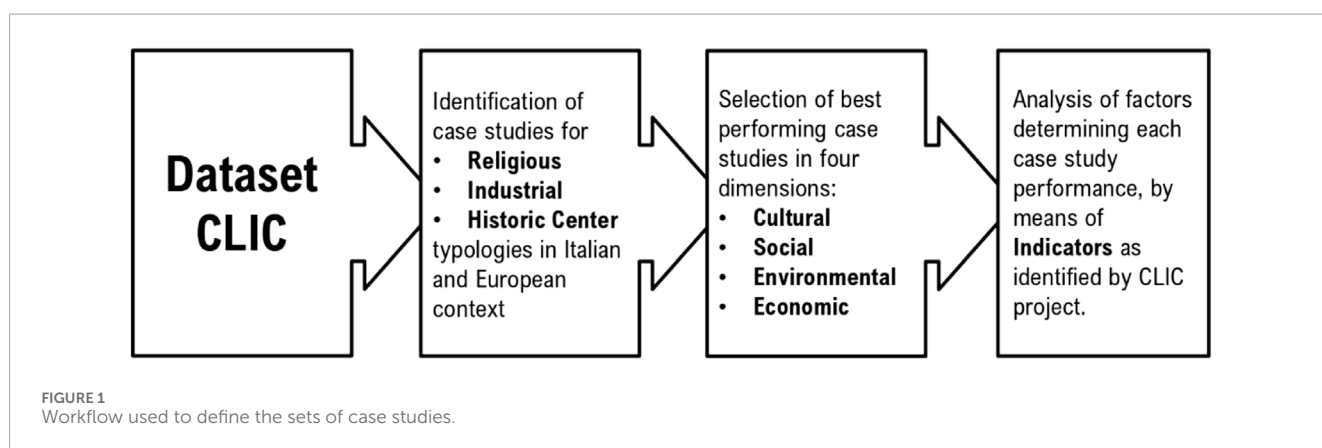 Dataset
CLIC
Identification of
case studies for
• Religious
• Industrial
• Historic Center
typologies in Italian
and European
context
Selection of best
performing case
studies in four
dimensions:
• Cultural
• Social
• Environmental
• Economic
Analysis of factors
determining each
case study
performance, by
means of
Indicators as
identified by CLIC
project.
FIGURE 1
Workflow used to define the sets of case studies.